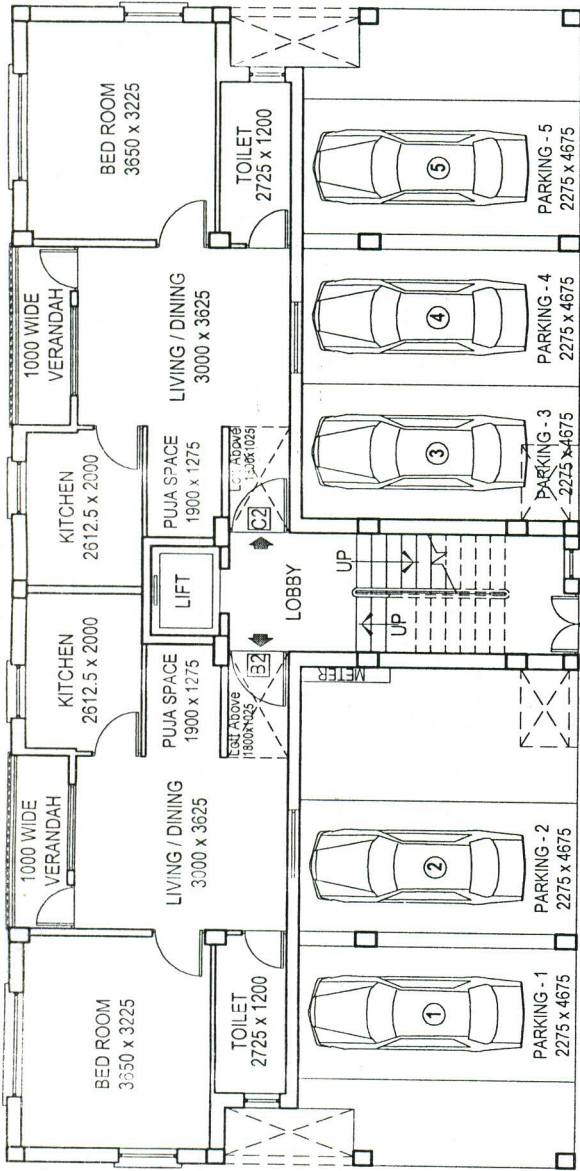 BED ROOM
3650 x 3225
1000 WIDE
VERANDAH
KITCHEN
2612.5 x 2000
KITCHEN
2612.5 x 2000
1000 WIDE
VERANDAH
BED ROOM
3650 x 3225
TOILET
2725 x 1200
LIVING / DINING
3000 x 3625
PUJA SPACE
1900 x 1275
LIFT
PUJA SPACE
1900 x 1275
LIVING / DINING
3000 x 3625
TOILET
2725 x 1200
Loft Above
1800x1025
B2
LOBBY
C2
Loft Above
1800x1025
METER
UP
UP
1
2
3
4
5
PARKING - 1
2275 x 4675
PARKING - 2
2275 x 4675
PARKING - 3
2275 x 4675
PARKING - 4
2275 x 4675
PARKING - 5
2275 x 4675